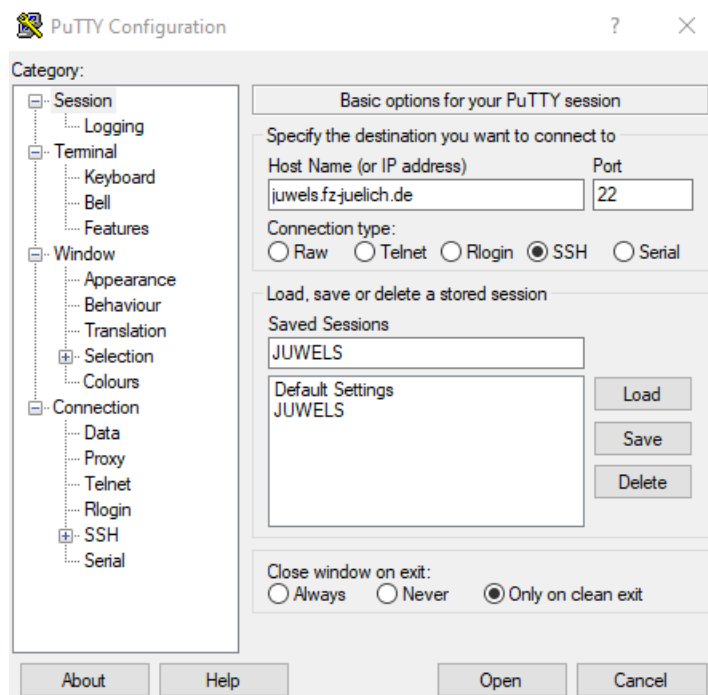 PuTTY Configuration
Category:
Session
Logging
Terminal
Keyboard
Bell
Features
Window
Appearance
Behaviour
Translation
Selection
Colours
Connection
Data
Proxy
Telnet
Rlogin
SSH
Serial
Basic options for your PuTTY session
Specify the destination you want to connect to
Host Name (or IP address) Port
juwels.fz-juelich.de 22
Connection type:
Raw Telnet Rlogin SSH Serial
Load, save or delete a stored session
Saved Sessions
JUWELS
Default Settings
JUWELS
Load
Save
Delete
Close window on exit:
Always Never Only on clean exit
About Help Open Cancel